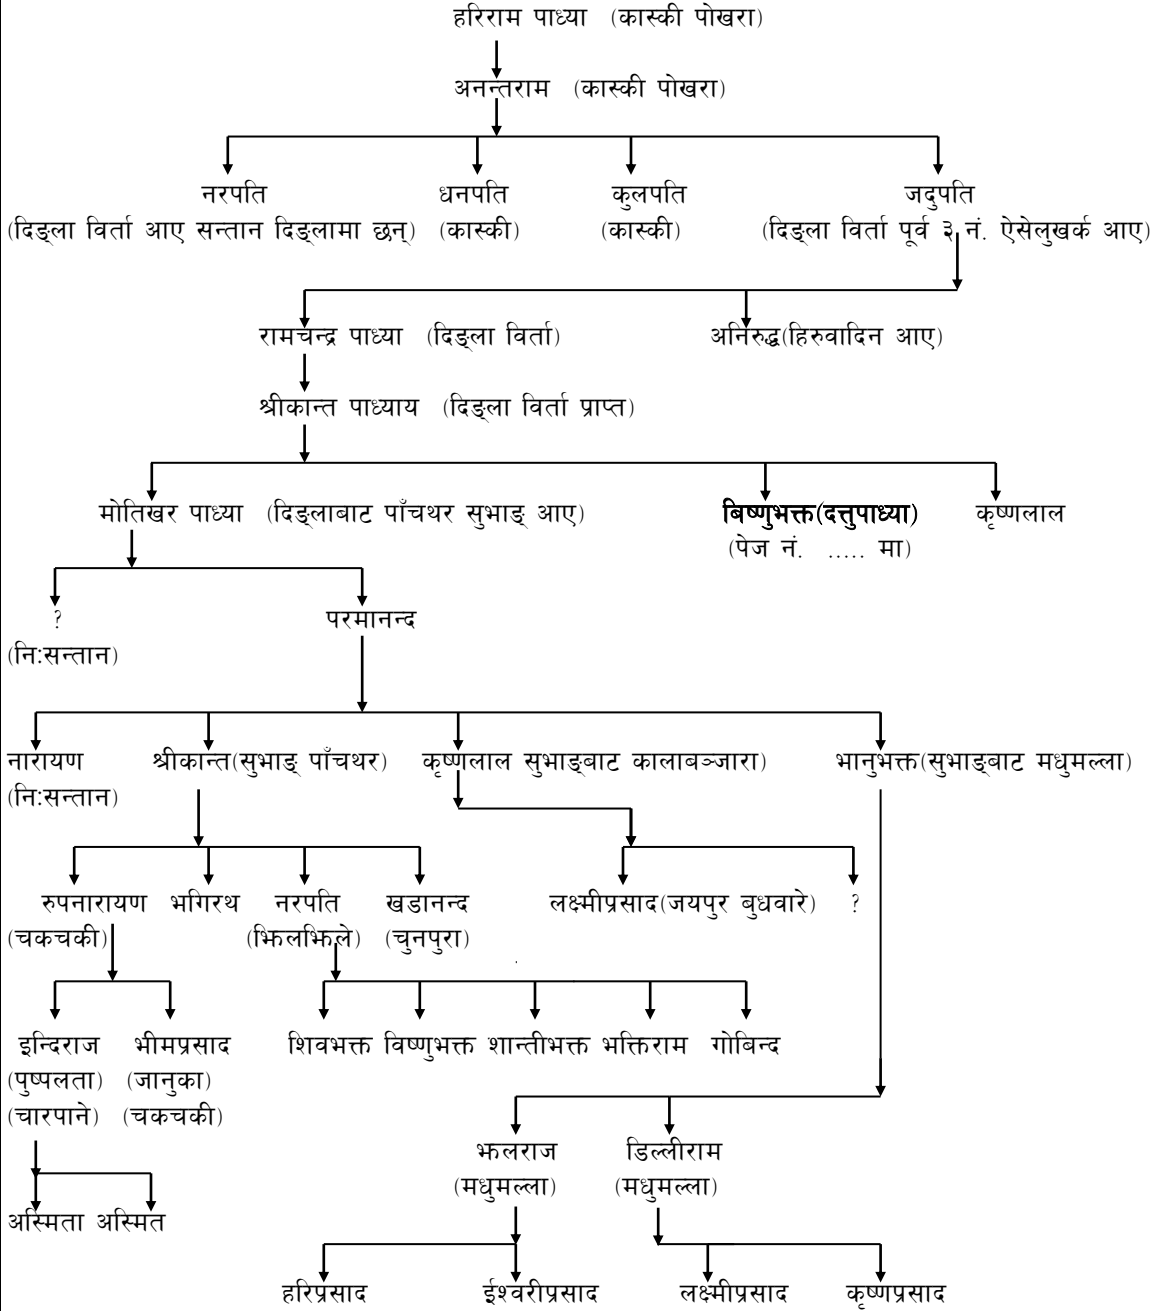 हरिराम पाध्या (कास्की पोखरा)
अनन्तराम (कास्की पोखरा)
नरपति धनपति कुलपति जदुपति
(दिङ्ला विर्ता आए सन्तान दिङ्लामा छन्) (कास्की) (कास्की) (दिङ्ला विर्ता पूर्व ३ नं. ऐसेलुखर्क आए)
रामचन्द्र पाध्या (दिङ्ला विर्ता) अनिरुद्ध(हिरुवादिन आए)
श्रीकान्त पाध्याय (दिङ्ला विर्ता प्राप्त)
मोतिखर पाध्या (दिङ्लाबाट पाँचथर सुभाङ् आए) बिष्णुभक्त(दत्तुपाध्या) कृष्णलाल
(पेज नं. ..... मा)
? परमानन्द
(नि:सन्तान)
नारायण श्रीकान्त(सुभाङ् पाँचथर) कृष्णलाल सुभाङ्बाट कालाबञ्जारा) भानुभक्त(सुभाङ्बाट मधुमल्ला)
(नि:सन्तान)
रुपनारायण भगिरथ नरपति खडानन्द लक्ष्मीप्रसाद(जयपुर बुधवारे) ?
(चकचकी) (झिलझिले) (चुनपुरा)
इन्दिराज भीमप्रसाद शिवभक्त विष्णुभक्त शान्तीभक्त भक्तिराम गोबिन्द
(पुष्पलता) (जानुका)
(चारपाने) (चकचकी)
झलराज डिल्लीराम
(मधुमल्ला) (मधुमल्ला)
अस्मिता अस्मित
हरिप्रसाद ईश्वरीप्रसाद लक्ष्मीप्रसाद कृष्णप्रसाद